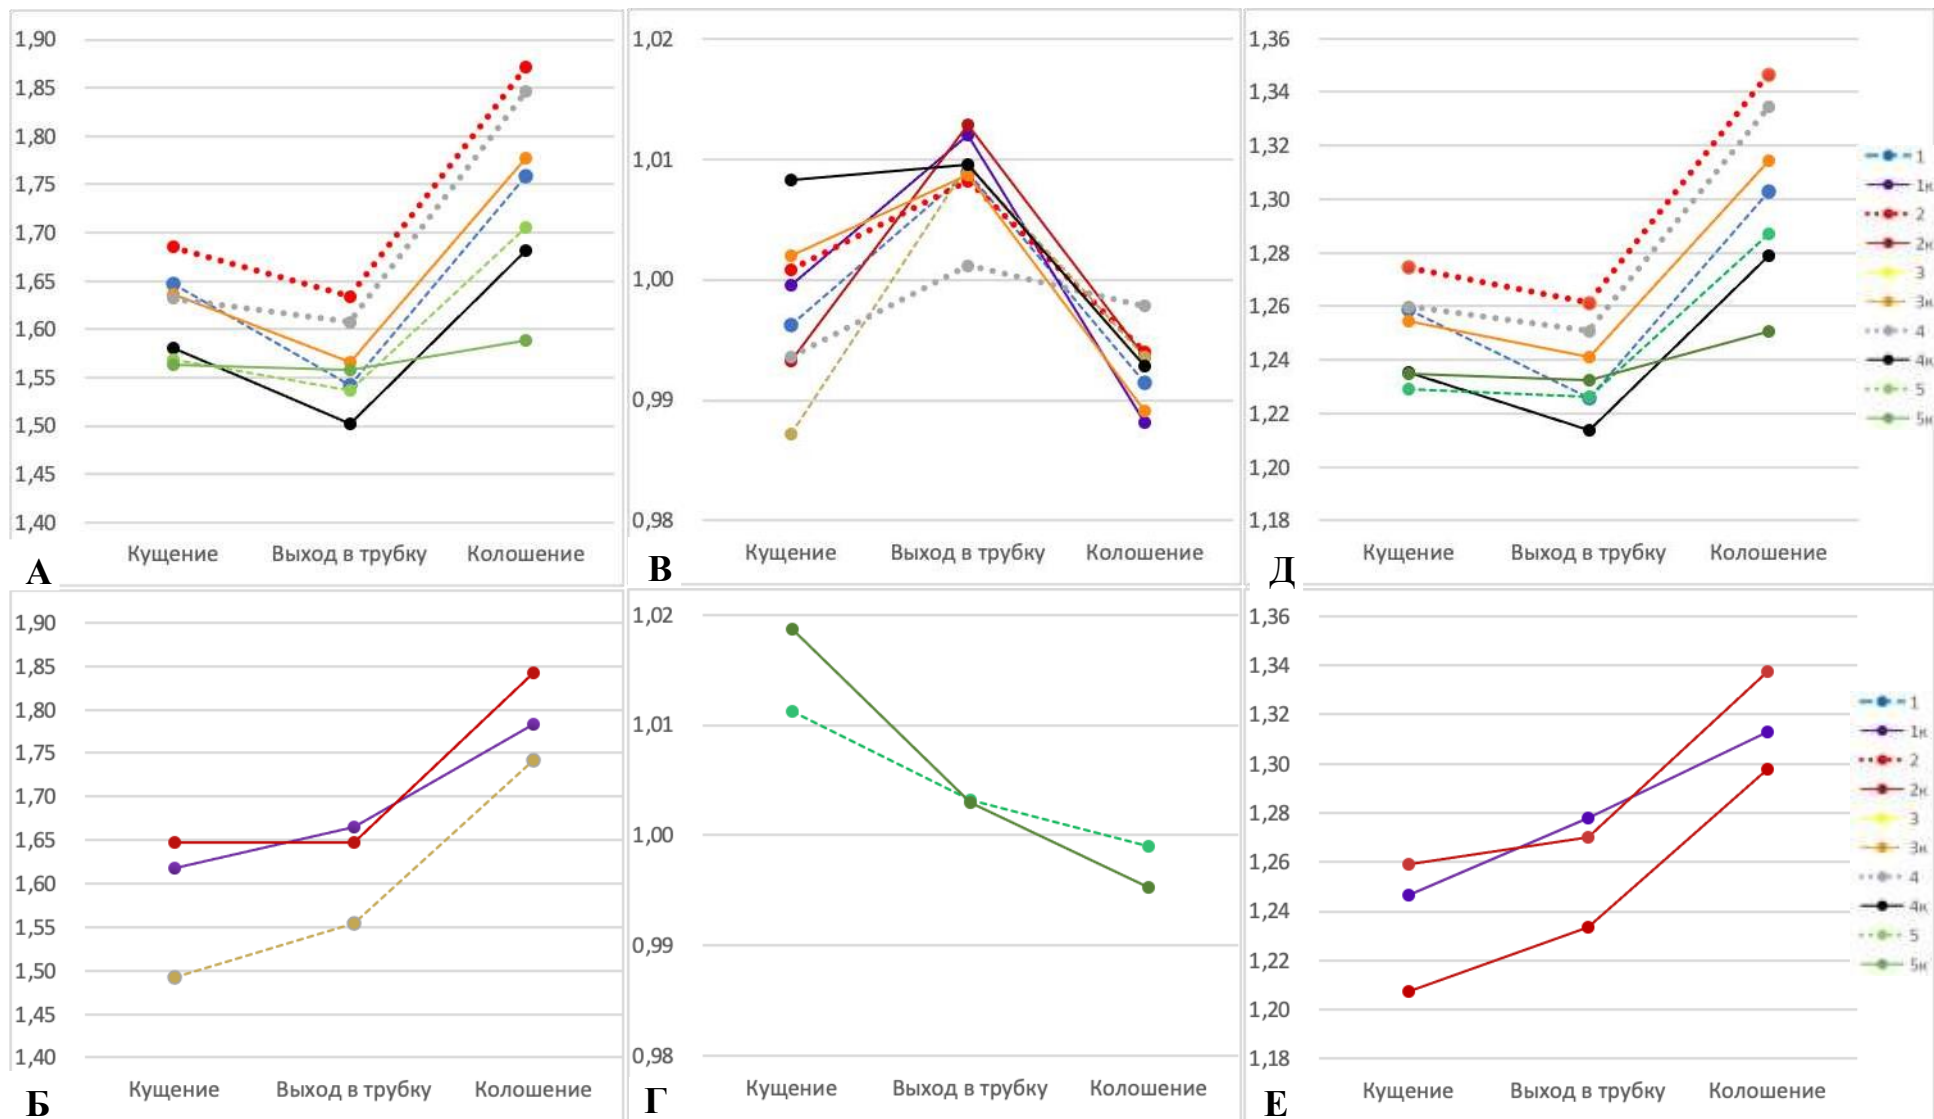 1,90
1,85
1,80
1,75
1,70
1,65
1,60
1,55
1,50
1,45
1,40
Кущение Выход в трубку Колошение
А
1,02
1,01
1,00
0,99
0,98
Кущение Выход в трубку Колошение
В
1,36
1,34
1,32
1,30
1,28
1,26
1,24
1,22
1,20
1,18
Кущение Выход в трубку Колошение
Д
1
1к
2
2к
3
3к
4
4к
5
5к
1,90
1,85
1,80
1,75
1,70
1,65
1,60
1,55
1,50
1,45
1,40
Кущение Выход в трубку Колошение
Б
1,02
1,01
1,00
0,99
0,98
Кущение Выход в трубку Колошение
Г
1,36
1,34
1,32
1,30
1,28
1,26
1,24
1,22
1,20
1,18
Кущение Выход в трубку Колошение
Е
1
1к
2
2к
3
3к
4
4к
5
5к